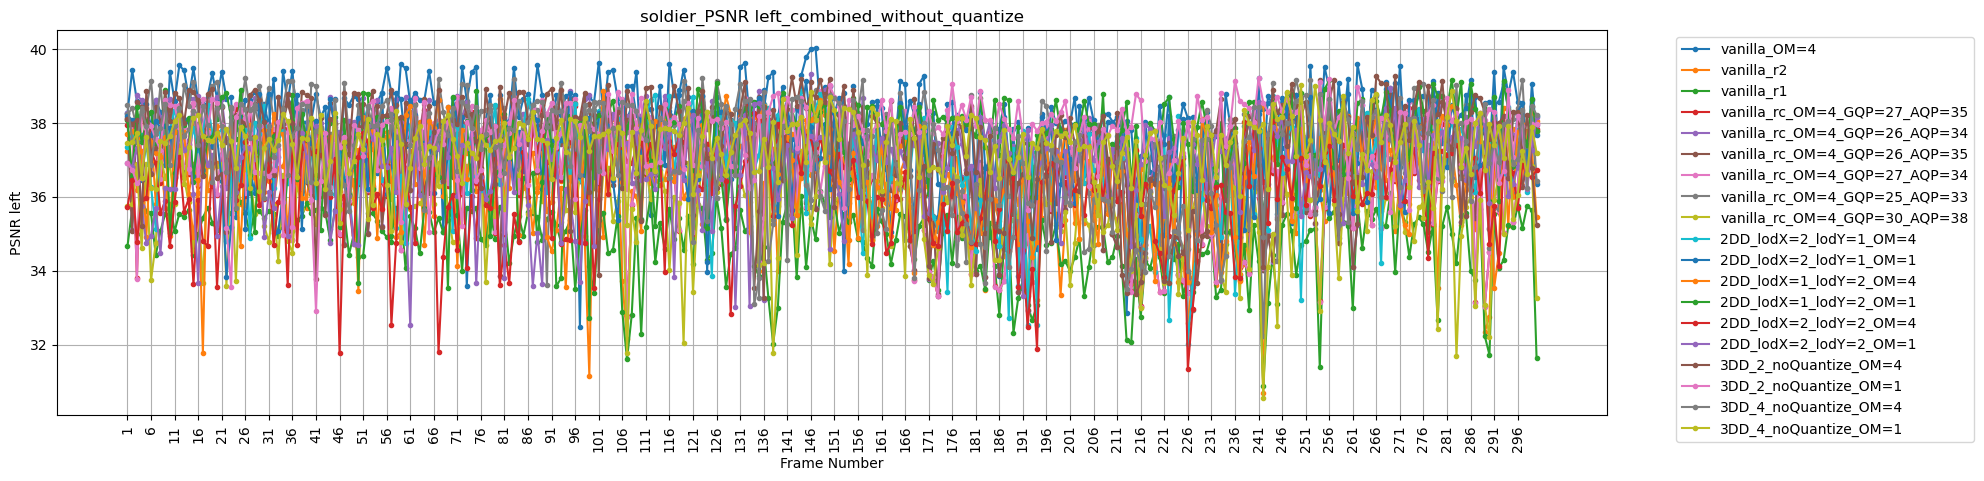 soldier_PSNR left_combined_without_quantize
PSNR left
40
38
36
34
32
1 6 11 16 21 26 31 36 41 46 51 56 61 66 71 76 81 86 91 96 101 106 111 116 121 126 131 136 141 146 151 156 161 166 171 176 181 186 191 196 201 206 211 216 221 226 231 236 241 246 251 256 261 266 271 276 281 286 291 296
Frame Number
vanilla_OM=4
vanilla_r2
vanilla_r1
vanilla_rc_OM=4_GQP=27_AQP=35
vanilla_rc_OM=4_GQP=26_AQP=34
vanilla_rc_OM=4_GQP=26_AQP=35
vanilla_rc_OM=4_GQP=27_AQP=34
vanilla_rc_OM=4_GQP=25_AQP=33
vanilla_rc_OM=4_GQP=30_AQP=38
2DD_lodX=2_lodY=1_OM=4
2DD_lodX=2_lodY=1_OM=1
2DD_lodX=1_lodY=2_OM=4
2DD_lodX=1_lodY=2_OM=1
2DD_lodX=2_lodY=2_OM=4
2DD_lodX=2_lodY=2_OM=1
3DD_2_noQuantize_OM=4
3DD_2_noQuantize_OM=1
3DD_4_noQuantize_OM=4
3DD_4_noQuantize_OM=1